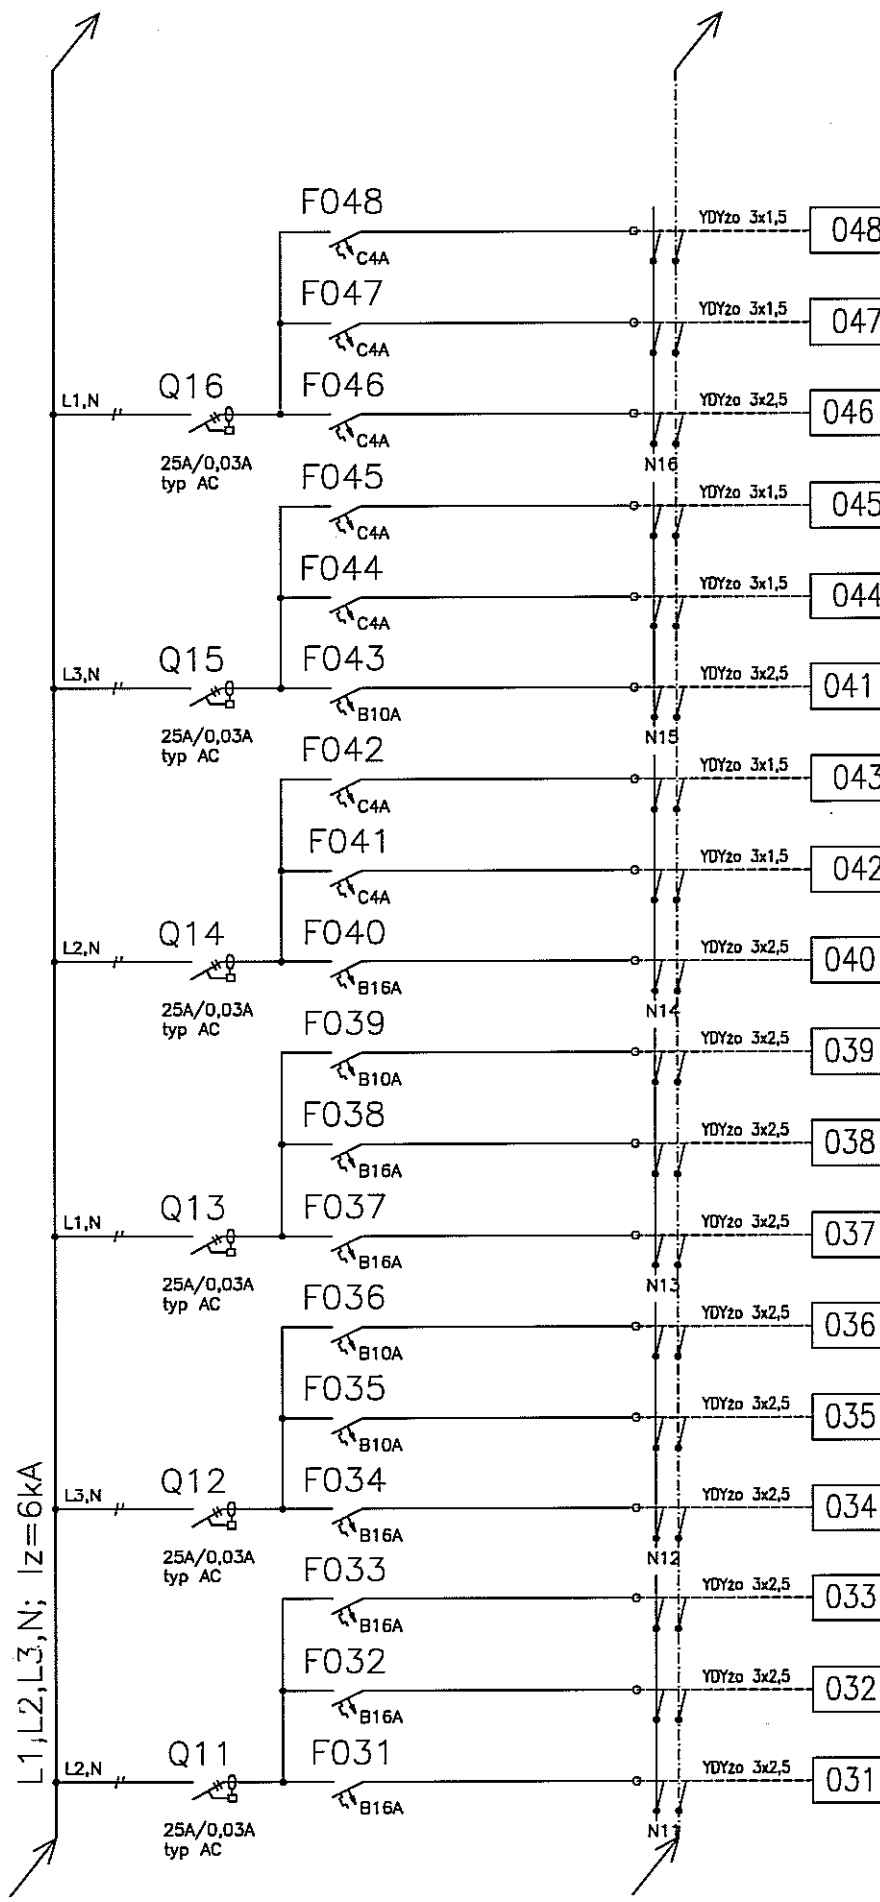 F048
YDYżo 3x1,5
048
C4A
F047
YDYżo 3x1,5
047
C4A
Q16
F046
YDYżo 3x2,5
046
L1,N
C4A
25A/0,03A
typ AC
N16
F045
YDYżo 3x1,5
045
C4A
F044
YDYżo 3x1,5
044
C4A
Q15
F043
YDYżo 3x2,5
041
L3,N
B10A
25A/0,03A
typ AC
N15
F042
YDYżo 3x1,5
043
C4A
F041
YDYżo 3x1,5
042
C4A
Q14
F040
YDYżo 3x2,5
040
L2,N
B16A
25A/0,03A
typ AC
N14
F039
YDYżo 3x2,5
039
B10A
F038
YDYżo 3x2,5
038
B16A
Q13
F037
YDYżo 3x2,5
037
L1,N
B16A
25A/0,03A
typ AC
N13
F036
YDYżo 3x2,5
036
B10A
F035
YDYżo 3x2,5
035
B10A
Q12
F034
YDYżo 3x2,5
034
L3,N
B16A
25A/0,03A
typ AC
N12
F033
YDYżo 3x2,5
033
B16A
F032
YDYżo 3x2,5
032
B16A
Q11
F031
YDYżo 3x2,5
031
L2,N
B16A
25A/0,03A
typ AC
N11
L1,L2,L3,N; Iz=6kA